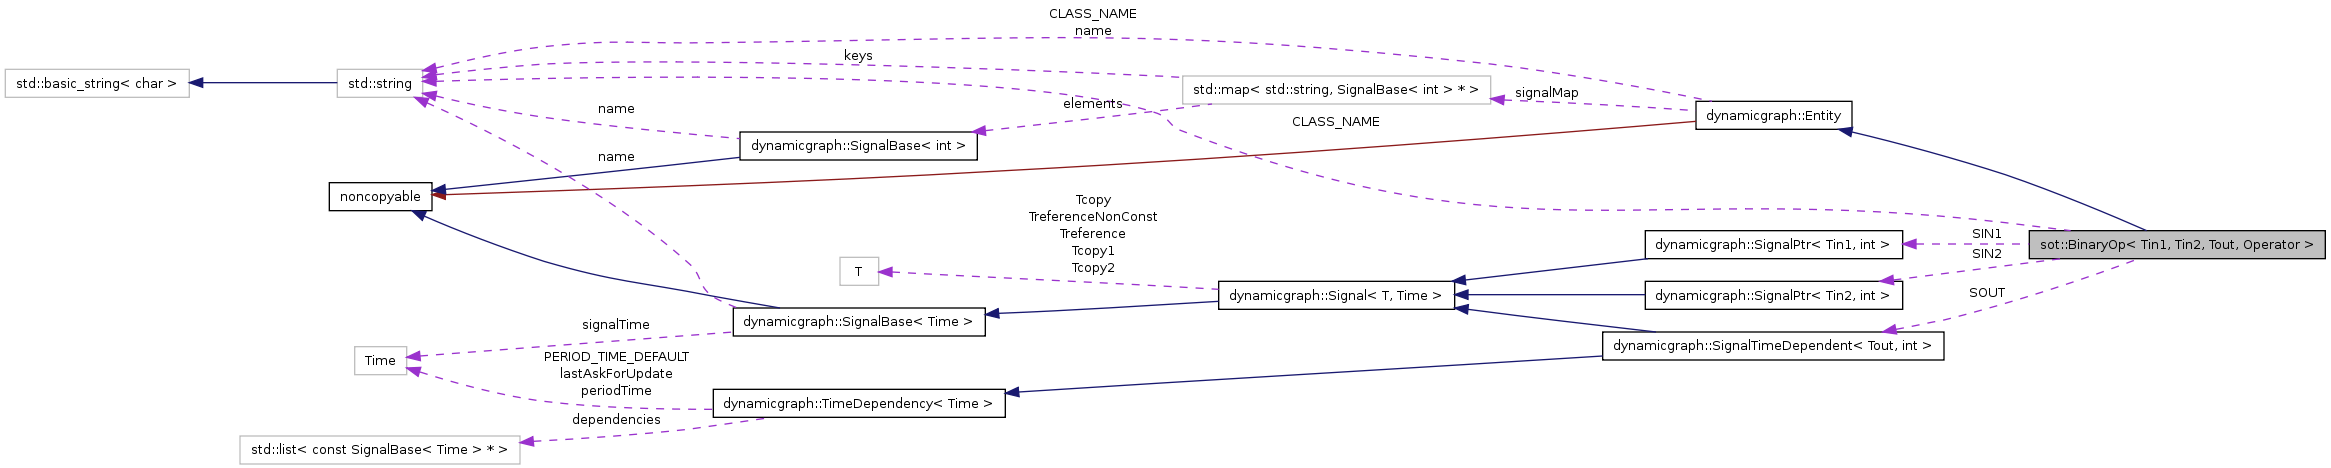 CLASS_NAME
name
keys
std::basic_string< char >
std::string
std::map< std::string, SignalBase< int > * >
signalMap
elements
name
dynamicgraph::Entity
CLASS_NAME
dynamicgraph::SignalBase< int >
name
noncopyable
Tcopy
TreferenceNonConst
Treference
Tcopy1
Tcopy2
SIN1
dynamicgraph::SignalPtr< Tin1, int >
sot::BinaryOp< Tin1, Tin2, Tout, Operator >
SIN2
T
dynamicgraph::Signal< T, Time >
dynamicgraph::SignalPtr< Tin2, int >
SOUT
dynamicgraph::SignalBase< Time >
signalTime
dynamicgraph::SignalTimeDependent< Tout, int >
Time
PERIOD_TIME_DEFAULT
lastAskForUpdate
periodTime
dynamicgraph::TimeDependency< Time >
dependencies
std::list< const SignalBase< Time > * >